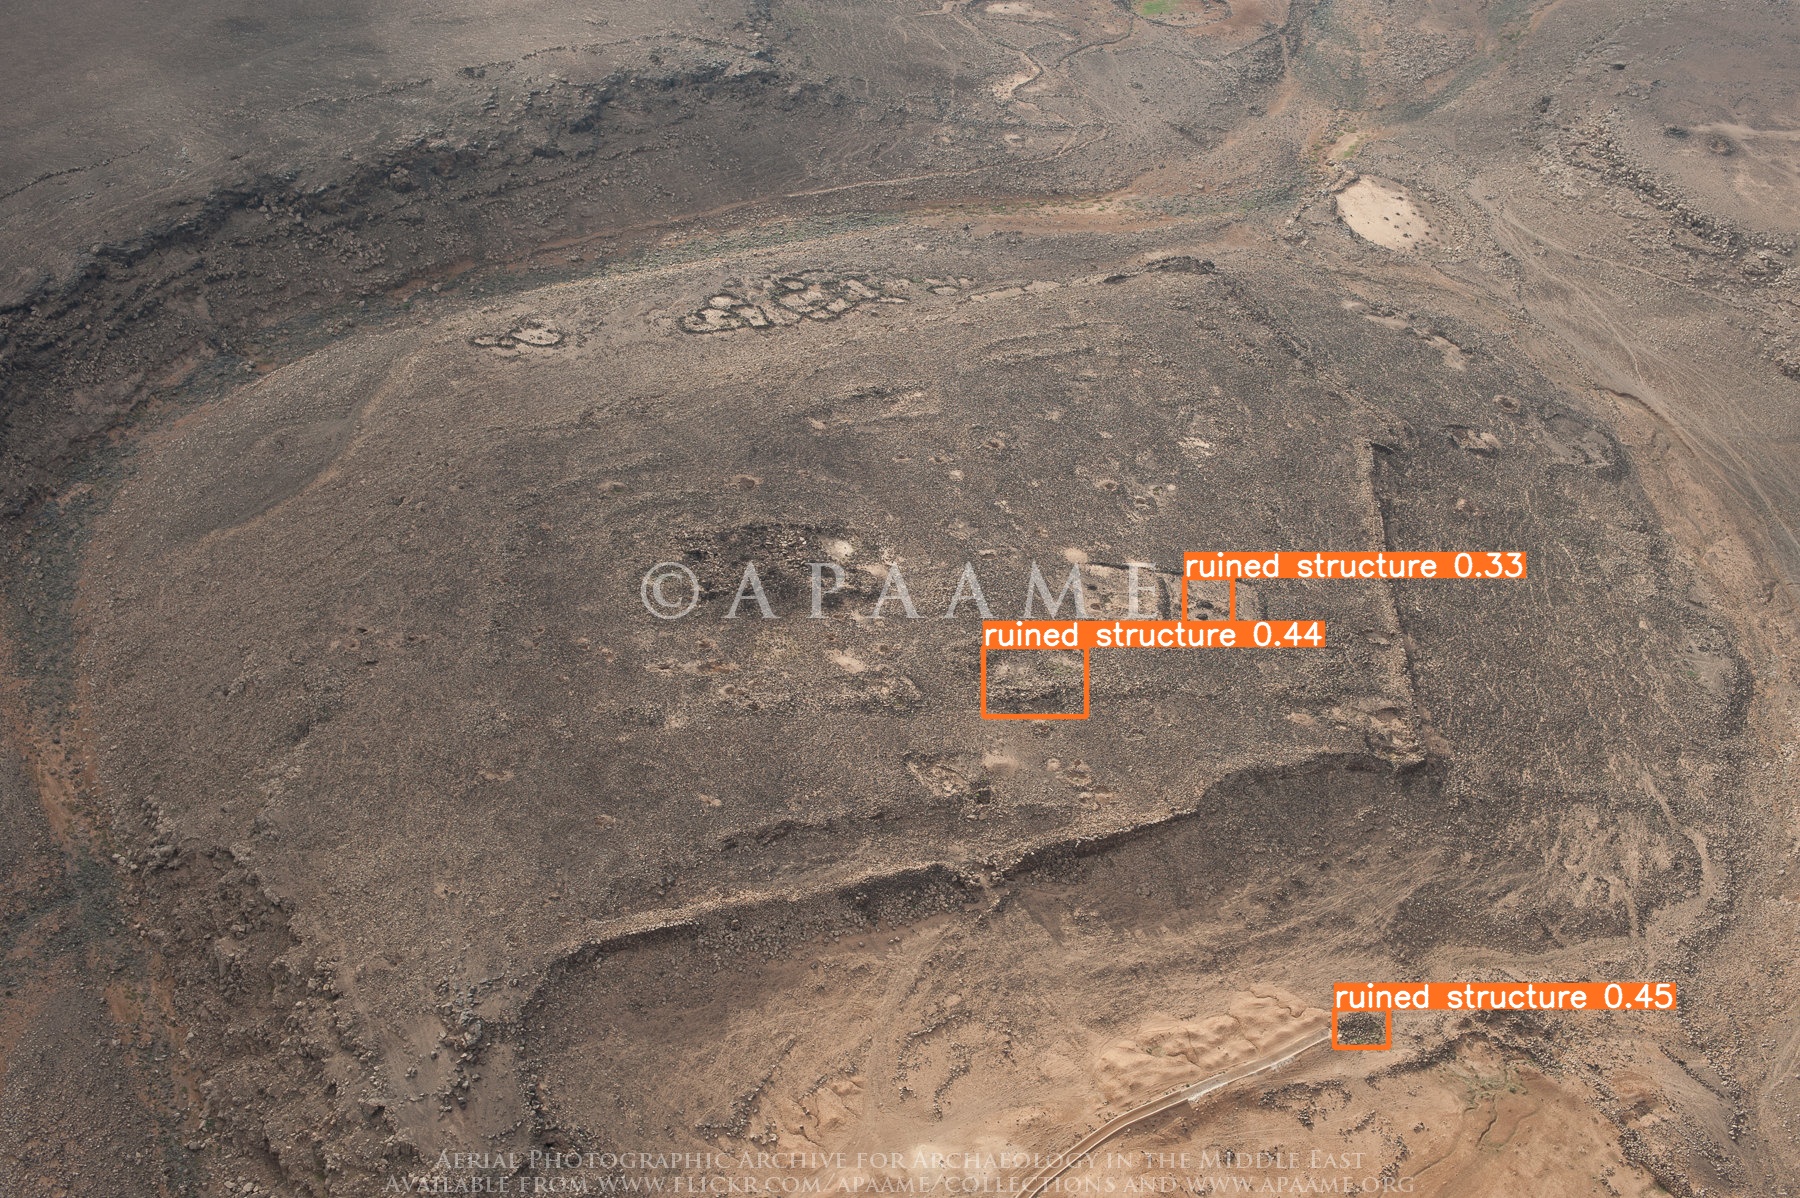 © APAAME
ruined structure 0.33
ruined structure 0.44
ruined structure 0.45
Aerial Photographic Archive for Archaeology in the Middle East
Available from www.flickr.com/apaame/collections and www.apaame.org